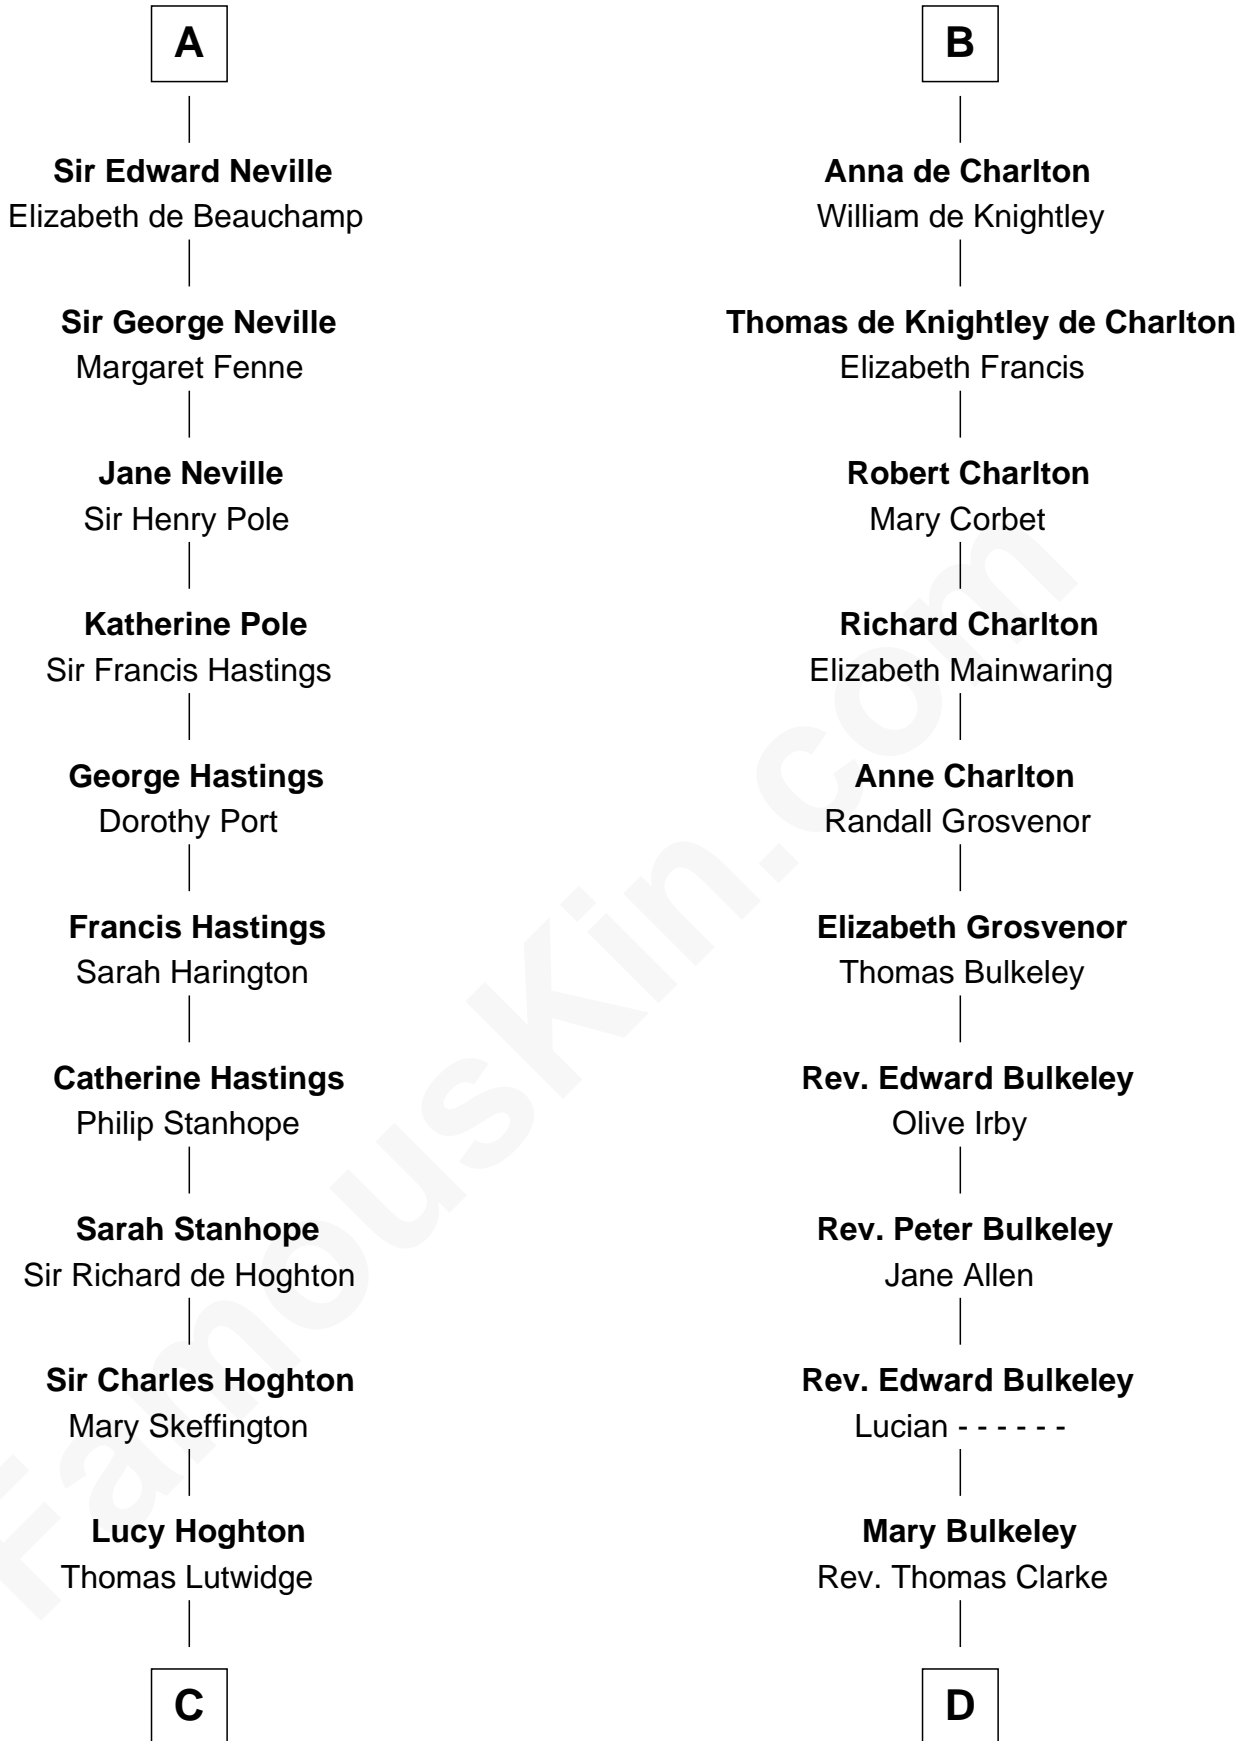 A
Sir Edward Neville
Elizabeth de Beauchamp
Sir George Neville
Margaret Fenne
Jane Neville
Sir Henry Pole
Katherine Pole
Sir Francis Hastings
George Hastings
Dorothy Port
Francis Hastings
Sarah Harington
Catherine Hastings
Philip Stanhope
Sarah Stanhope
Sir Richard de Hoghton
Sir Charles Hoghton
Mary Skeffington
Lucy Hoghton
Thomas Lutwidge
C
B
Anna de Charlton
William de Knightley
Thomas de Knightley de Charlton
Elizabeth Francis
Robert Charlton
Mary Corbet
Richard Charlton
Elizabeth Mainwaring
Anne Charlton
Randall Grosvenor
Elizabeth Grosvenor
Thomas Bulkeley
Rev. Edward Bulkeley
Olive Irby
Rev. Peter Bulkeley
Jane Allen
Rev. Edward Bulkeley
Lucian - - - - - -
Mary Bulkeley
Rev. Thomas Clarke
D
FamousKin.com